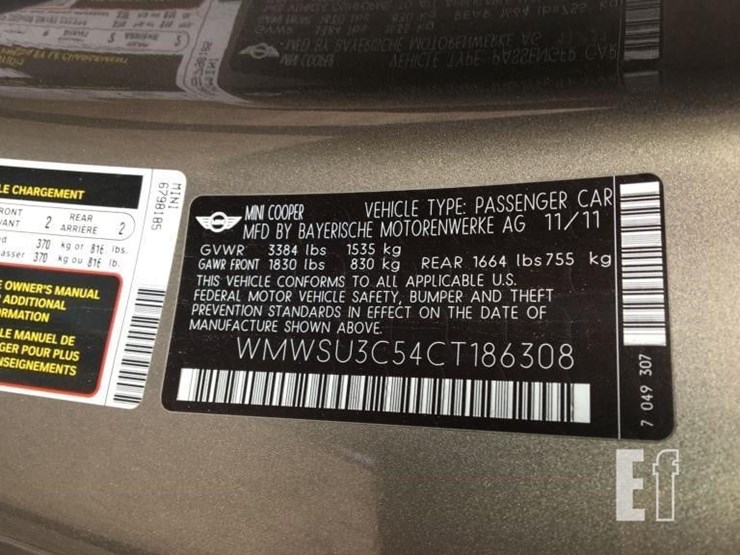 LE CHARGEMENT
FRONT
VANT
2
REAR
ARRIÈRE
2
370 kg or 816 lbs.
370 kg ou 816 lb.
OWNER'S MANUAL
ADDITIONAL
LE MANUEL DE
POUR PLUS
MINI
6798185
MINI COOPER VEHICLE TYPE: PASSENGER CAR
MFD BY BAYERISCHE MOTORENWERKE AG 11/11
GVWR 3384 lbs 1535 kg
GAWR FRONT 1830 lbs 830 kg REAR 1664 lbs 755 kg
THIS VEHICLE CONFORMS TO ALL APPLICABLE U.S.
FEDERAL MOTOR VEHICLE SAFETY, BUMPER AND THEFT
PREVENTION STANDARDS IN EFFECT ON THE DATE OF
MANUFACTURE SHOWN ABOVE.
WMWSU3C54CT186308
7 049 307
Ef